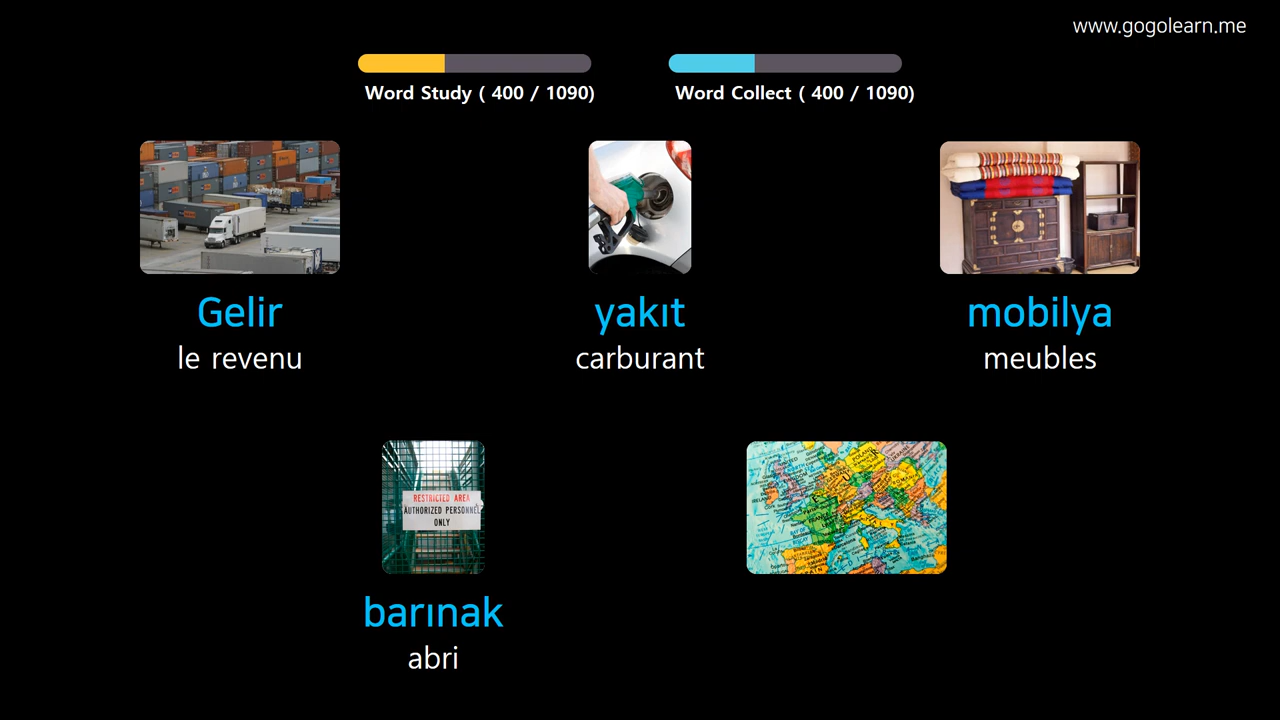 www.gogolearn.me
Word Study ( 400 / 1090)
Word Collect ( 400 / 1090)
Gelir
le revenu
yakıt
carburant
mobilya
meubles
RESTRICTED AREA
AUTHORIZED PERSONNEL
ONLY
barınak
abri
IRELAND